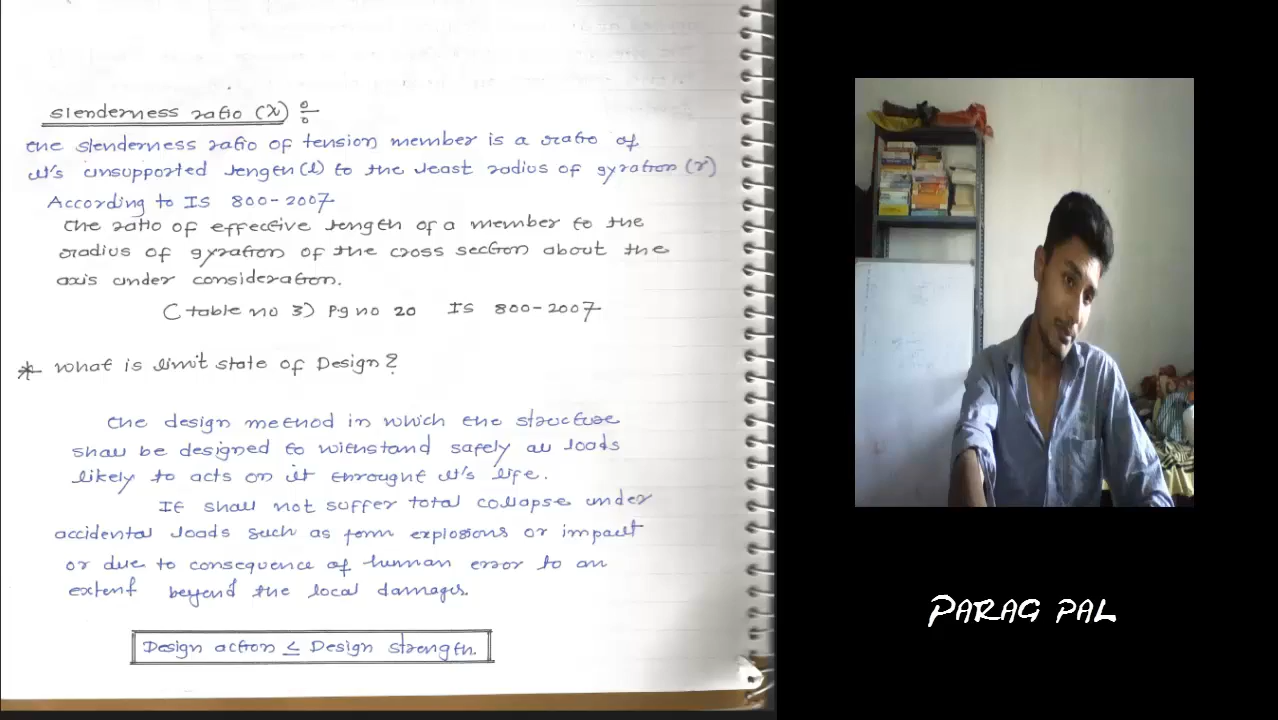 Slenderness ratio (λ) :-
the slenderness ratio of tension member is a ratio of
it's unsupported length (l) to the least radius of gyration (r)
According to IS 800-2007
the ratio of effective length of a member to the
radius of gyration of the cross section about the
axis under consideration.
(table no 3) Pg no 20 IS 800-2007
* What is limit state of Design?
the design method in which the structure
shall be designed to withstand safely all loads
likely to acts on it throught it's life.
It shall not suffer total collapse under
accidental loads such as form explosions or impact
or due to consequence of human error to an
extent beyend the local damages.
Design action ≤ Design strength.
PARAG PAL